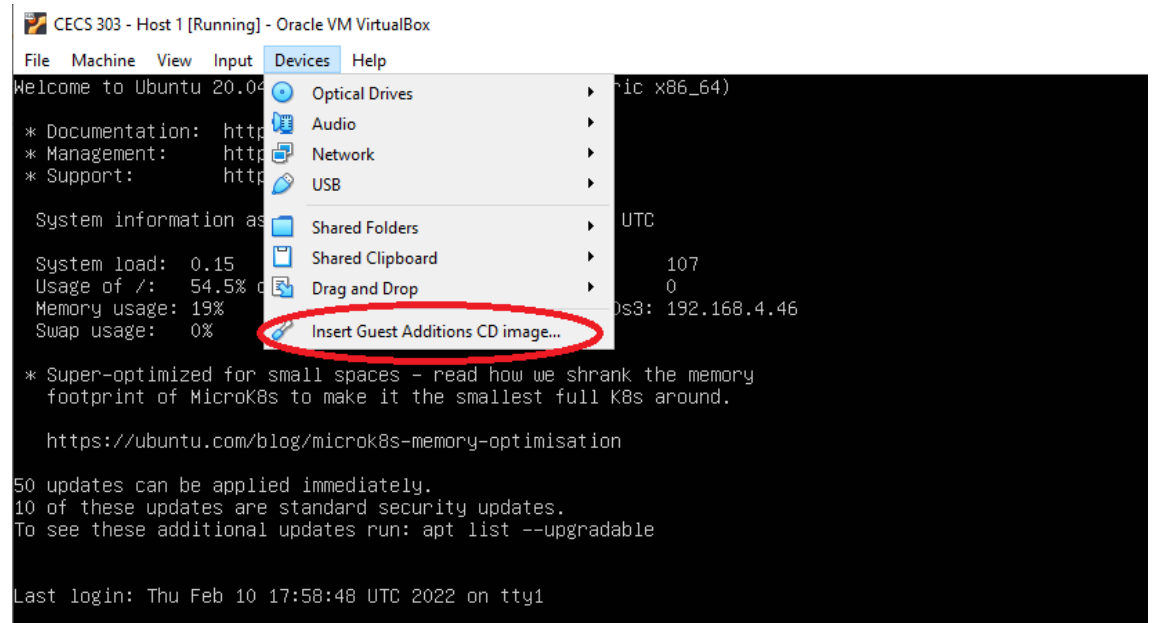 CECS 303 - Host 1 [Running] - Oracle VM VirtualBox
File Machine View Input Devices Help
Welcome to Ubuntu 20.04 ric x86_64)
Optical Drives
* Documentation: http
Audio
* Management: http
Network
* Support: http
USB
System information as UTC
Shared Folders
Shared Clipboard
System load: 0.15 107
Usage of /: 54.5% 0
Drag and Drop
Memory usage: 19% s3: 192.168.4.46
Swap usage: 0%
Insert Guest Additions CD image...
* Super-optimized for small spaces - read how we shrank the memory
footprint of MicroK8s to make it the smallest full K8s around.
https://ubuntu.com/blog/microk8s-memory-optimisation
50 updates can be applied immediately.
10 of these updates are standard security updates.
To see these additional updates run: apt list --upgradable
Last login: Thu Feb 10 17:58:48 UTC 2022 on tty1